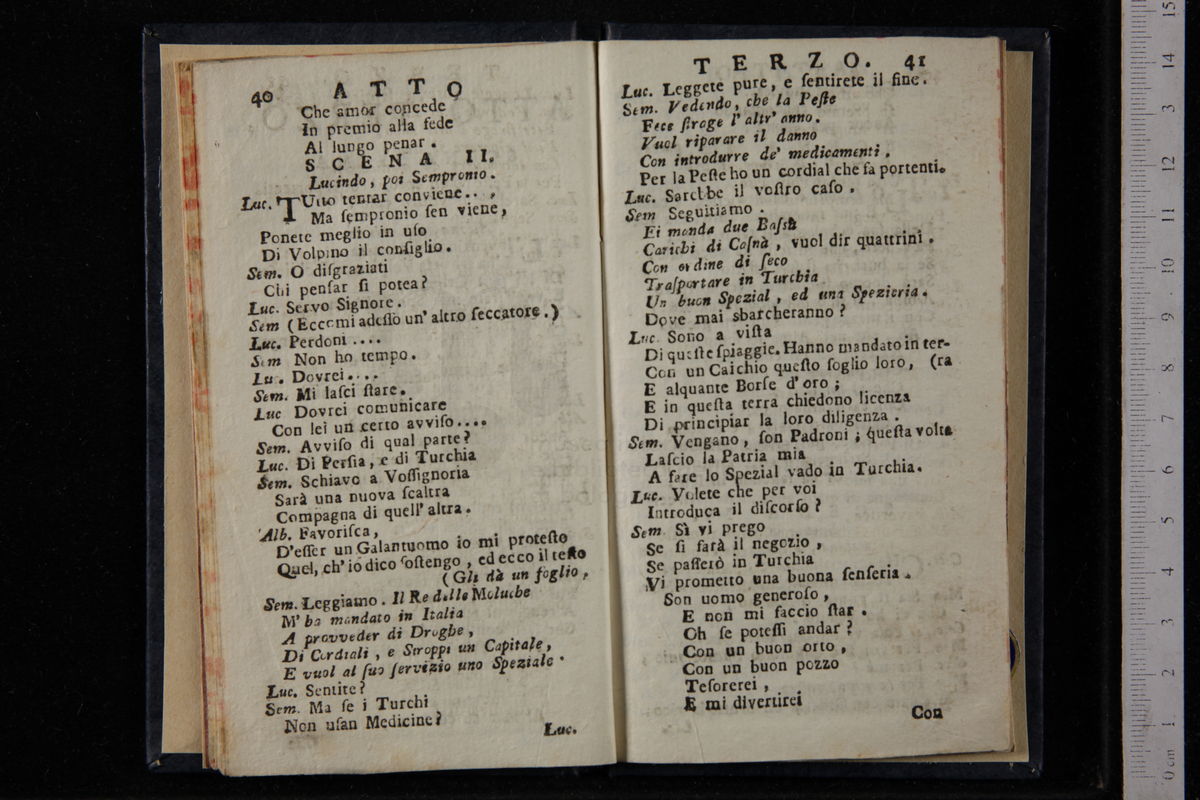 40 ATTO
Che amor concede
In premio alla fede
Al lungo penar.
SCENA II.
Lucindo, poi Sempronio.
Luc. TUtto tentar conviene...,
Ma sempronio sen viene,
Ponete meglio in uso
Di Volpino il consiglio.
Sem. O disgraziati
Chi pensar si potea?
Luc. Servo Signore.
Sem (Eccomi adesso un' altro seccatore.)
Luc. Perdoni....
Sem Non ho tempo.
Lu. Dovrei....
Sem. Mi lasci stare.
Luc Dovrei comunicare
Con lei un certo avviso....
Sem. Avviso di qual parte?
Luc. Di Persia, e di Turchia
Sem. Schiavo a Vossignoria
Sarà una nuova scaltra
Compagna di quell' altra.
Alb. Favorisca,
D'esser un Galantuomo io mi protesto
Quel, ch'io dico sostengo, ed ecco il testo
(Gli dà un foglio,
Sem. Leggiamo. Il Re delle Moluche
M' ha mandato in Italia
A provveder di Droghe,
Di Cordiali, e Siroppi un Capitale,
E vuol al suo servizio uno Speziale.
Luc. Sentite?
Sem. Ma se i Turchi
Non usan Medicine?
Luc.
TERZO. 41
Luc. Leggete pure, e sentirete il fine.
Sem. Vedendo, che la Peste
Fece strage l' altr' anno.
Vuol riparare il danno
Con introdurre de' medicamenti.
Per la Peste ho un cordial che fa portenti.
Luc. Sarebbe il vostro caso.
Sem Seguitiamo.
Ei manda due Bassà
Carichi di Casnà, vuol dir quattrini.
Con ordine di seco
Trasportare in Turchia
Un buon Spezial, ed una Spezieria.
Dove mai sbarcheranno?
Luc. Sono a vista
Di queste spiaggie. Hanno mandato in ter-
Con un Caichio questo foglio loro, (ra
E alquante Borse d' oro;
E in questa terra chiedono licenza
Di principiar la loro diligenza.
Sem. Vengano, son Padroni; questa volta
Lascio la Patria mia
A fare lo Spezial vado in Turchia.
Luc. Volete che per voi
Introduca il discorso?
Sem. Sì vi prego
Se si farà il negozio,
Se passerò in Turchia
Vi prometto una buona senseria.
Son uomo generoso,
E non mi faccio star.
Oh se potessi andar?
Con un buon orto,
Con un buon pozzo
Tesorerei,
E mi divertirei
Con